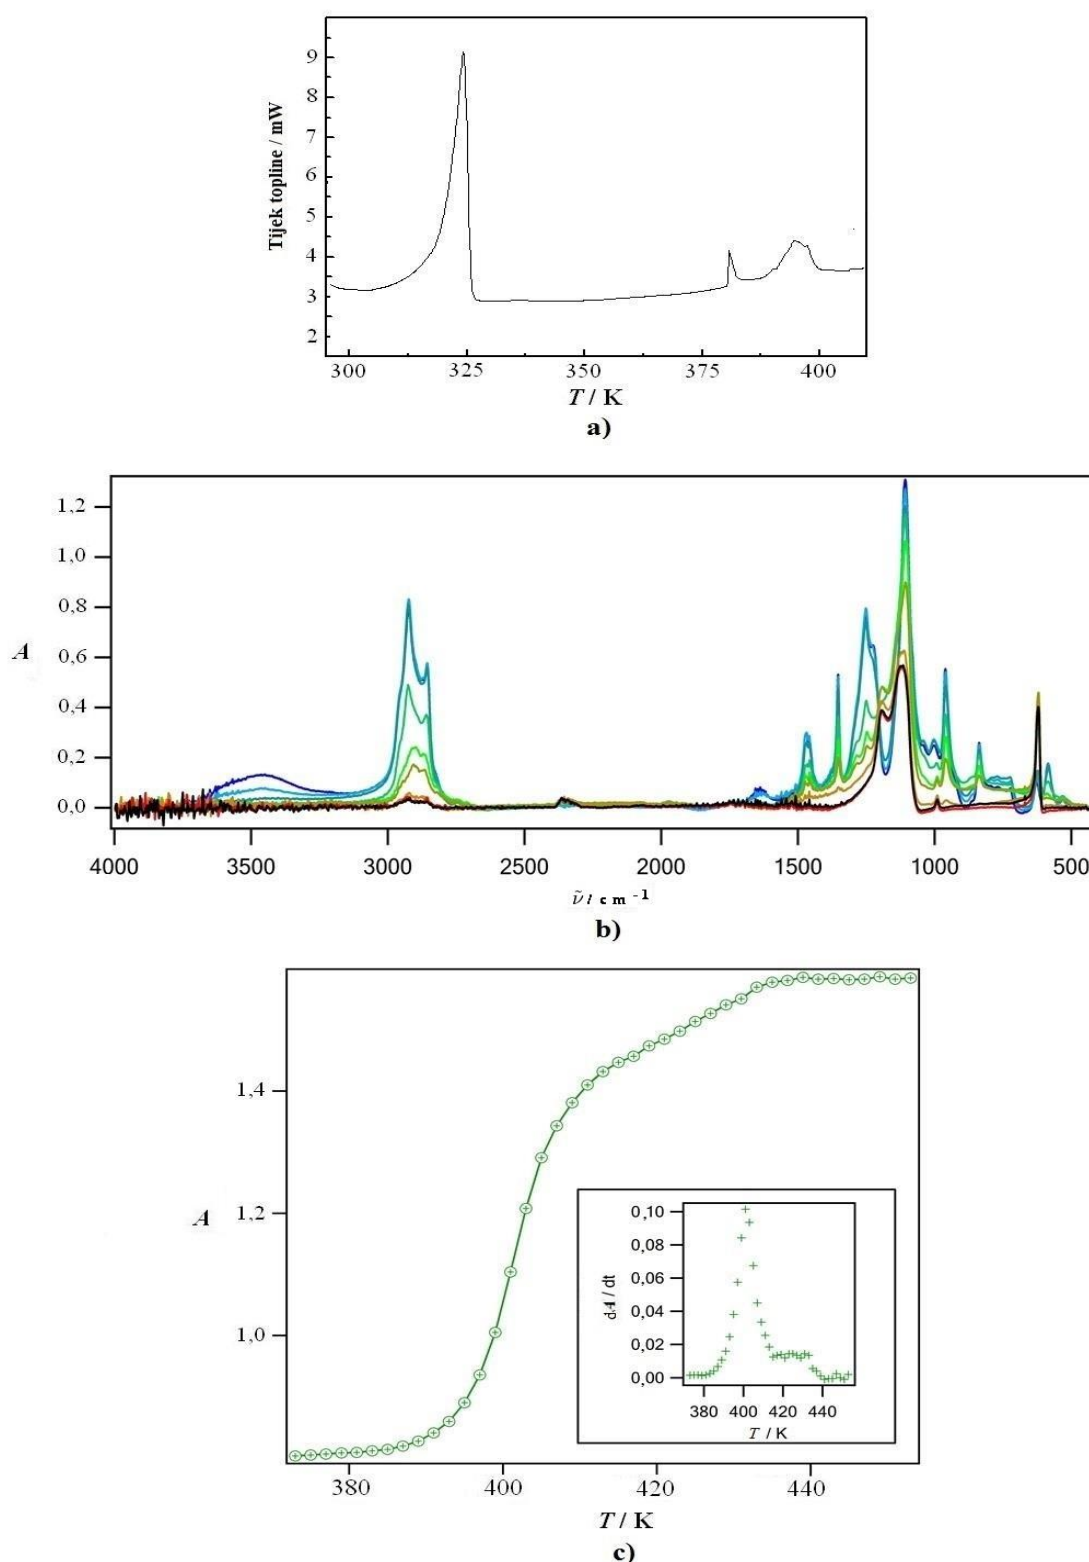 9
8
7
6
5
4
3
2
Tijek topline / mW
300 325 350 375 400
T / K
a)
1,2
1,0
0,8
0,6
0,4
0,2
0,0
A
4000 3500 3000 2500 2000 1500 1000 500
ν̃ / cm⁻¹
b)
1,4
1,2
1,0
A
0,10
0,08
0,06
0,04
0,02
0,00
dA / dt
380 400 420 440
T / K
380 400 420 440
T / K
c)